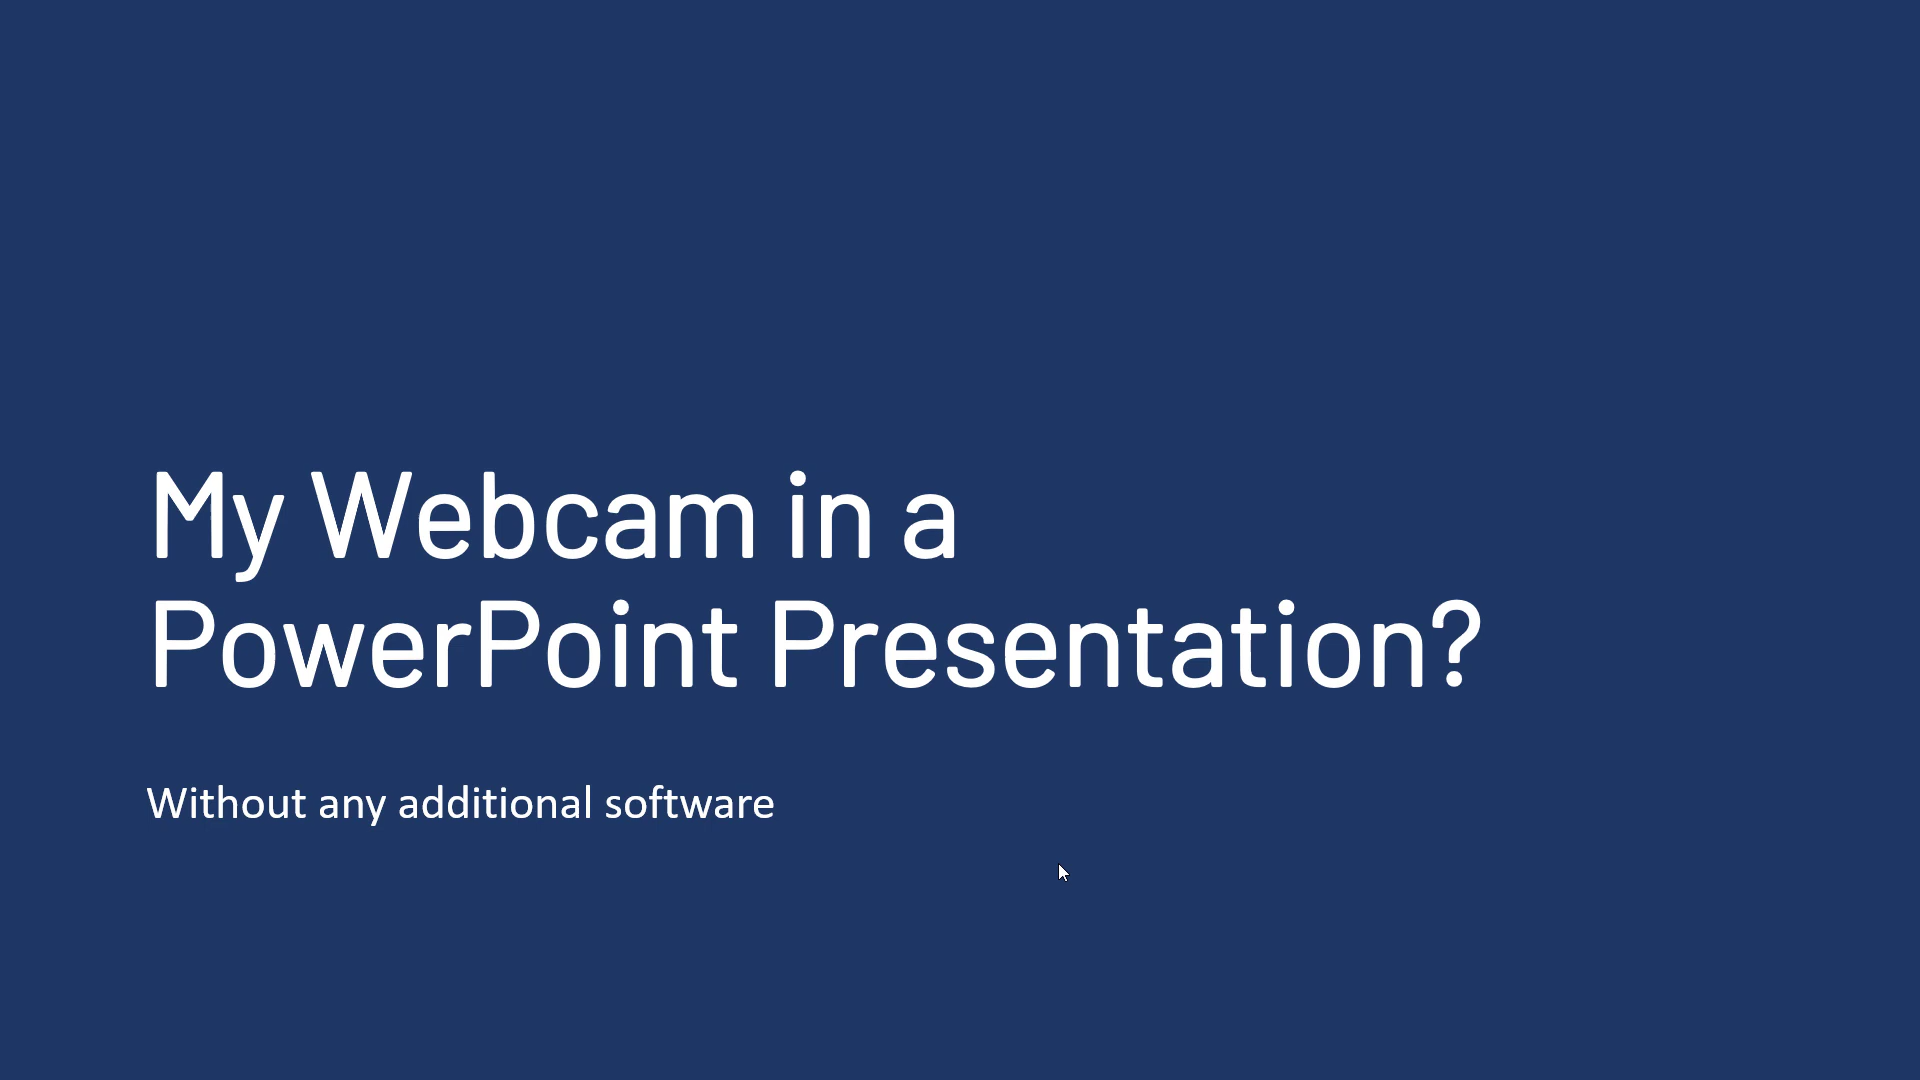 My Webcam in a
PowerPoint Presentation?
Without any additional software